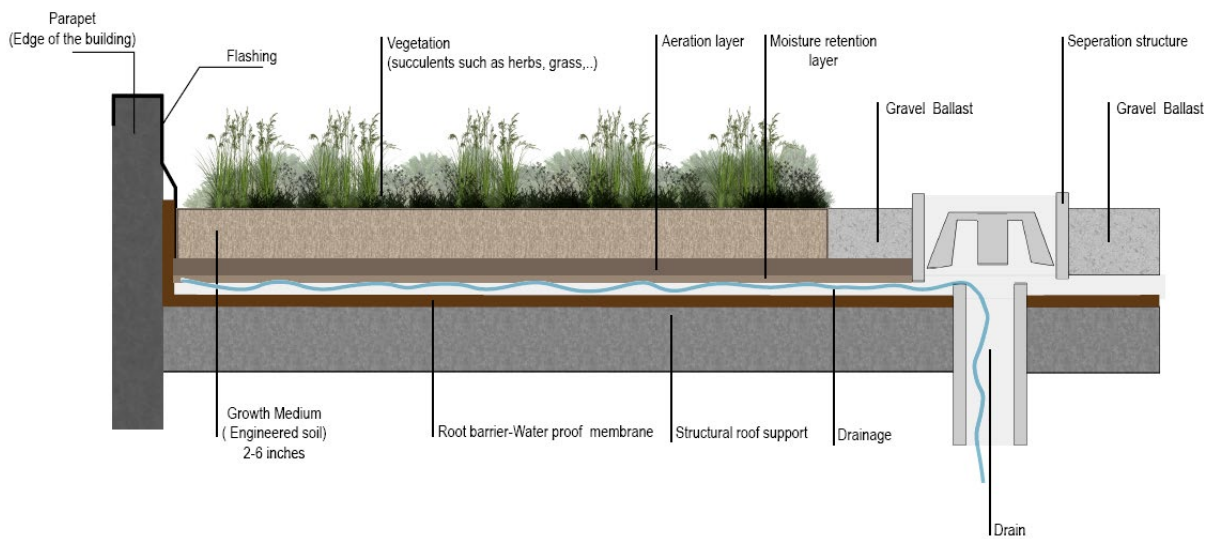 Parapet
(Edge of the building)
Flashing
Vegetation
(succulents such as herbs, grass,..)
Aeration layer
Moisture retention
layer
Seperation structure
Gravel Ballast
Gravel Ballast
Growth Medium
( Engineered soil)
2-6 inches
Root barrier-Water proof membrane
Structural roof support
Drainage
Drain